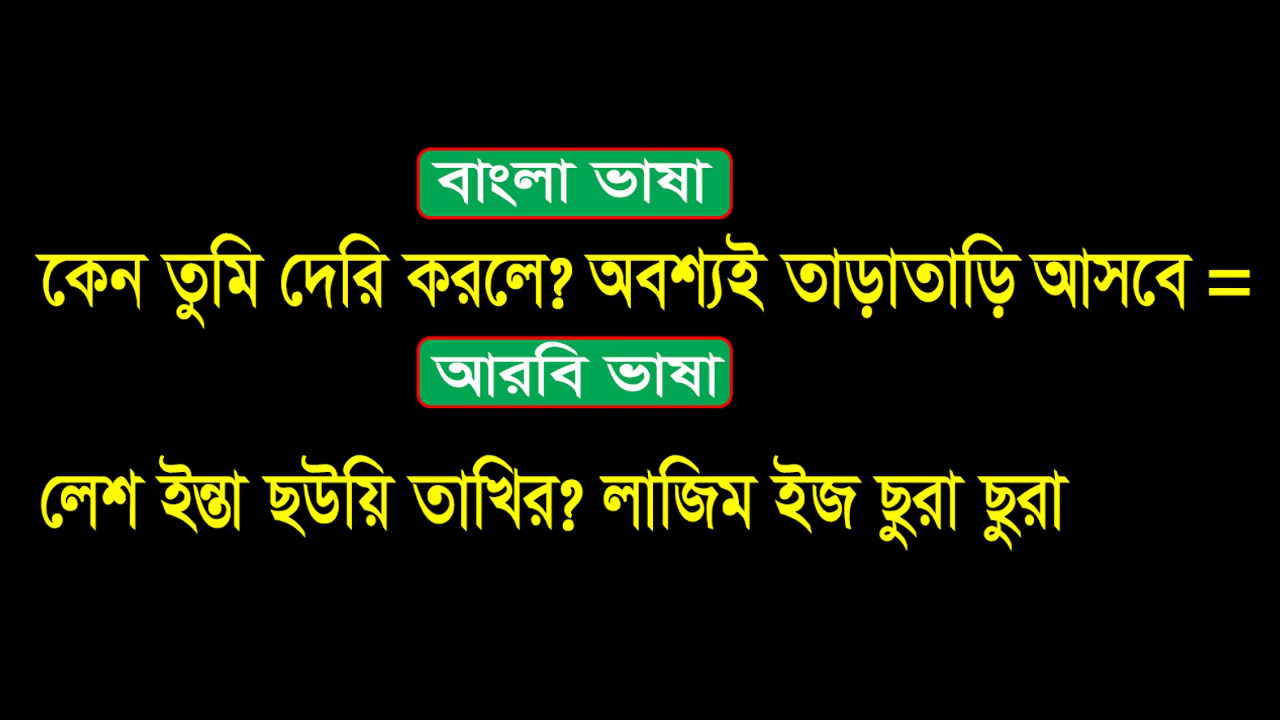 বাংলা ভাষা
কেন তুমি দেরি করলে? অবশ্যই তাড়াতাড়ি আসবে =
আরবি ভাষা
লেশ ইন্তা ছউয়ি তাখির? লাজিম ইজ ছুরা ছুরা